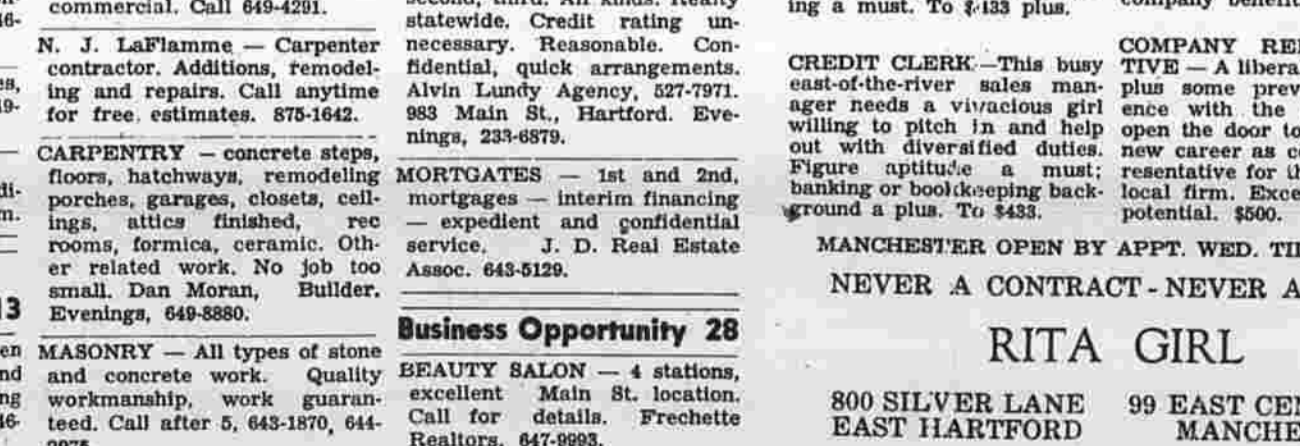 commercial. Call 649-4291.
N. J. LaFlamme — Carpenter
contractor. Additions, remodel-
ing and repairs. Call anytime
for free estimates. 875-1642.
CARPENTRY — concrete steps,
floors, hatchways, remodeling
porches, garages, closets, ceil-
ings, attics finished, rec
rooms, formica, ceramic. Oth-
er related work. No job too
small. Dan Moran, Builder.
Evenings, 649-8880.
MASONRY — All types of stone
and concrete work. Quality
workmanship, work guaran-
teed. Call after 5, 643-1870, 644-
statewide. Credit rating un-
necessary. Reasonable. Con-
fidential, quick arrangements.
Alvin Lundy Agency, 527-7971.
983 Main St., Hartford. Eve-
nings, 233-6879.
MORTGATES — 1st and 2nd,
mortgages — interim financing
— expedient and confidential
service. J. D. Real Estate
Assoc. 643-5129.
Business Opportunity 28
BEAUTY SALON — 4 stations,
excellent Main St. location.
Call for details. Frechette
Realtors. 647-9993.
ing a must. To $433 plus.
CREDIT CLERK—This busy
east-of-the-river sales man-
ager needs a vivacious girl
willing to pitch in and help
out with diversified duties.
Figure aptitude a must;
banking or bookkeeping back-
ground a plus. To $433.
COMPANY
TIVE — A
plus some
ence with the
open the door to
new career as
resentative for
local firm.
potential. $500.
MANCHESTER OPEN BY APPT. WED.
NEVER A CONTRACT - NEVER A
RITA GIRL
800 SILVER LANE
EAST HARTFORD
99 EAST